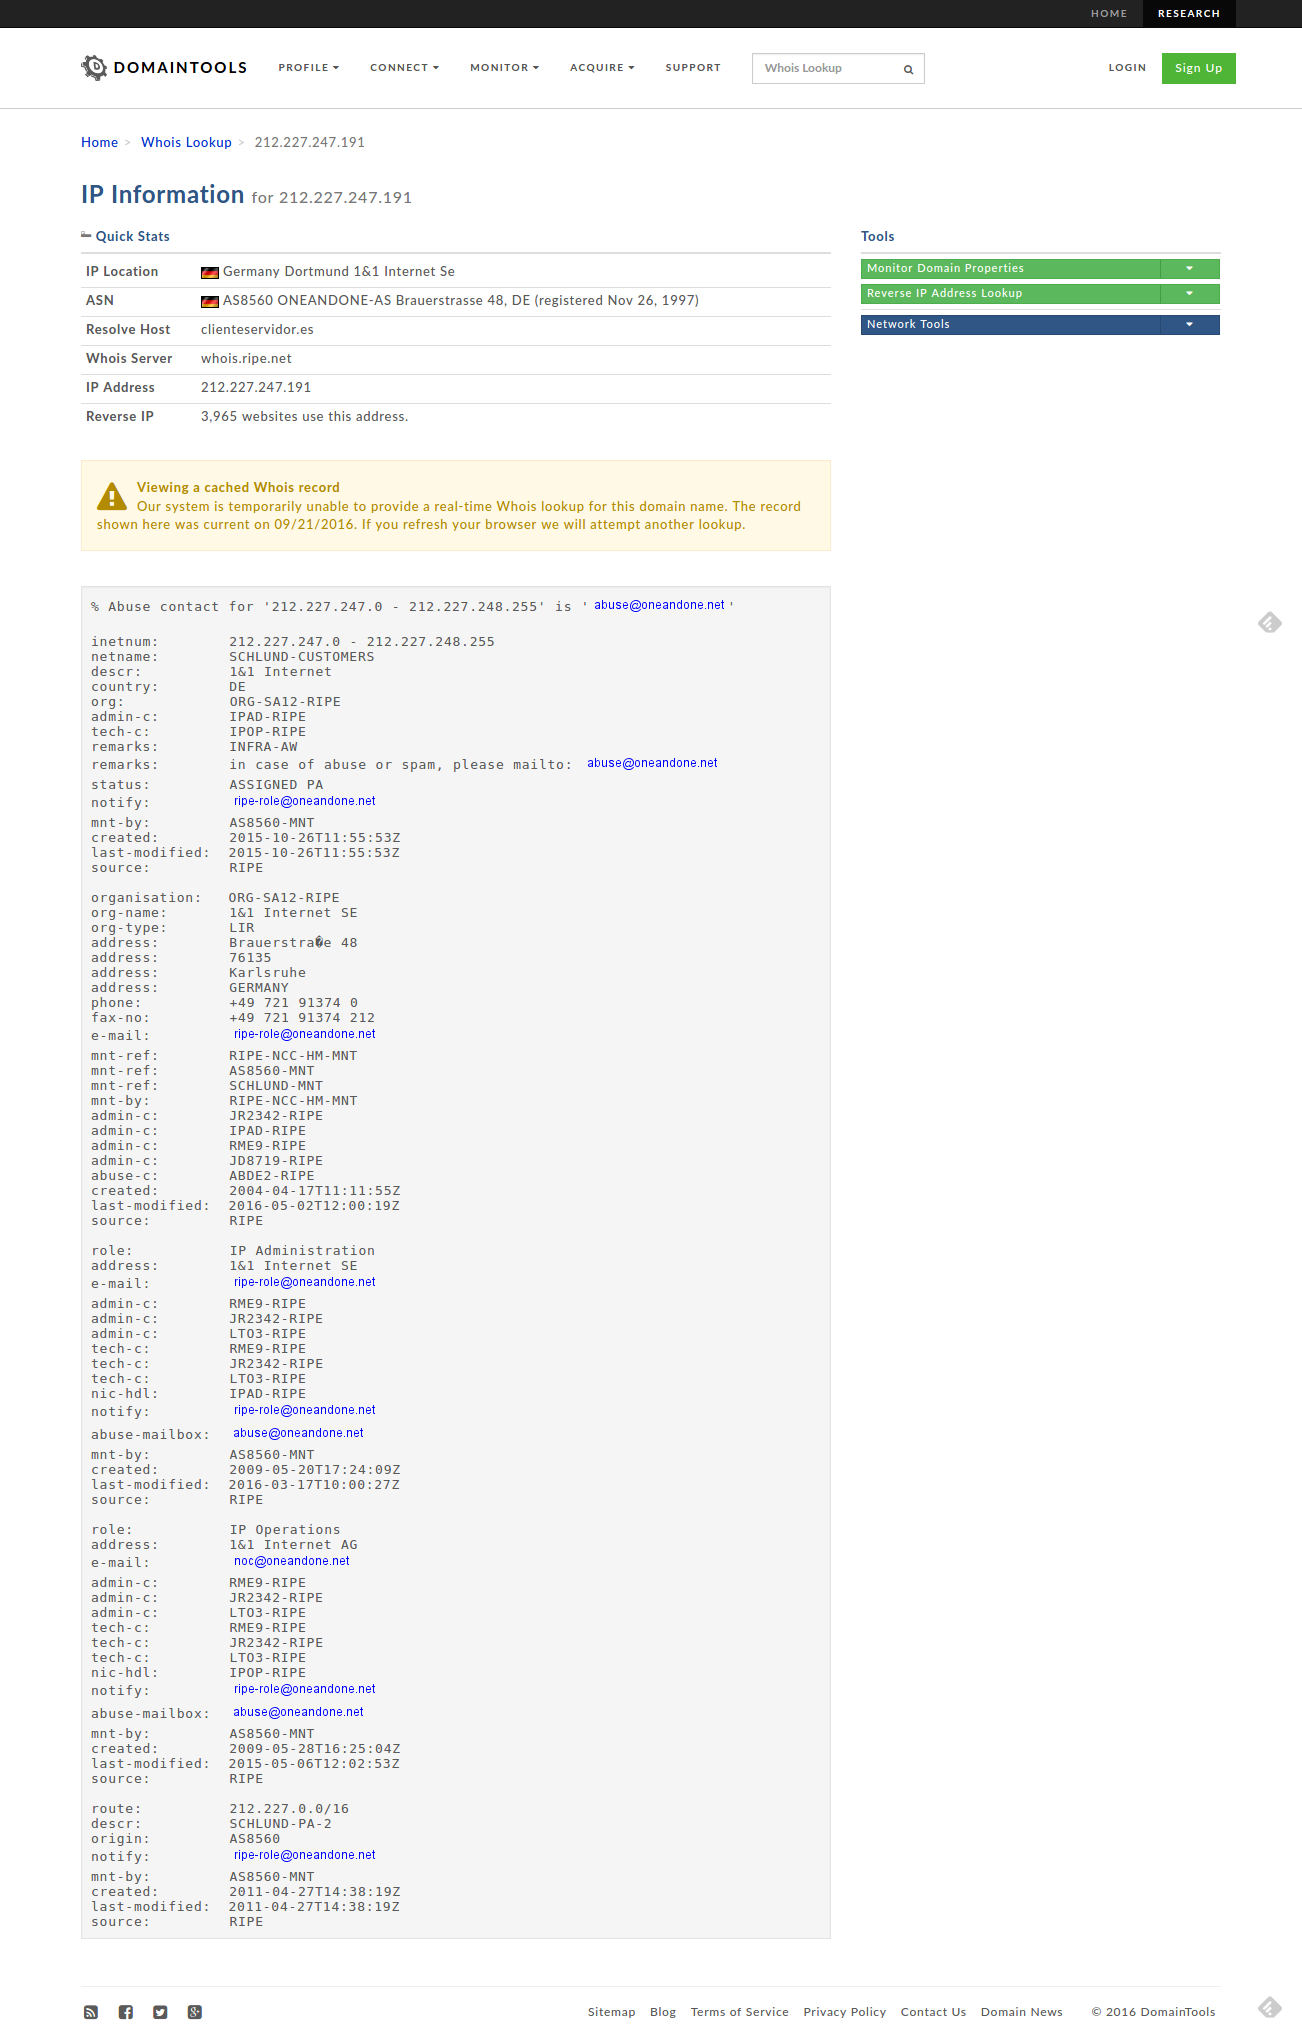 HOME RESEARCH
DOMAINTOOLS PROFILE CONNECT MONITOR ACQUIRE SUPPORT Whois Lookup LOGIN Sign Up
Home > Whois Lookup > 212.227.247.191
IP Information for 212.227.247.191
Quick Stats
IP Location Germany Dortmund 1&1 Internet Se
ASN AS8560 ONEANDONE-AS Brauerstrasse 48, DE (registered Nov 26, 1997)
Resolve Host clienteservidor.es
Whois Server whois.ripe.net
IP Address 212.227.247.191
Reverse IP 3,965 websites use this address.
Tools
Monitor Domain Properties
Reverse IP Address Lookup
Network Tools
Viewing a cached Whois record
Our system is temporarily unable to provide a real-time Whois lookup for this domain name. The record
shown here was current on 09/21/2016. If you refresh your browser we will attempt another lookup.
% Abuse contact for '212.227.247.0 - 212.227.248.255' is ' abuse@oneandone.net '
inetnum: 212.227.247.0 - 212.227.248.255
netname: SCHLUND-CUSTOMERS
descr: 1&1 Internet
country: DE
org: ORG-SA12-RIPE
admin-c: IPAD-RIPE
tech-c: IPOP-RIPE
remarks: INFRA-AW
remarks: in case of abuse or spam, please mailto: abuse@oneandone.net
status: ASSIGNED PA
notify: ripe-role@oneandone.net
mnt-by: AS8560-MNT
created: 2015-10-26T11:55:53Z
last-modified: 2015-10-26T11:55:53Z
source: RIPE
organisation: ORG-SA12-RIPE
org-name: 1&1 Internet SE
org-type: LIR
address: Brauerstra�e 48
address: 76135
address: Karlsruhe
address: GERMANY
phone: +49 721 91374 0
fax-no: +49 721 91374 212
e-mail: ripe-role@oneandone.net
mnt-ref: RIPE-NCC-HM-MNT
mnt-ref: AS8560-MNT
mnt-ref: SCHLUND-MNT
mnt-by: RIPE-NCC-HM-MNT
admin-c: JR2342-RIPE
admin-c: IPAD-RIPE
admin-c: RME9-RIPE
admin-c: JD8719-RIPE
abuse-c: ABDE2-RIPE
created: 2004-04-17T11:11:55Z
last-modified: 2016-05-02T12:00:19Z
source: RIPE
role: IP Administration
address: 1&1 Internet SE
e-mail: ripe-role@oneandone.net
admin-c: RME9-RIPE
admin-c: JR2342-RIPE
admin-c: LTO3-RIPE
tech-c: RME9-RIPE
tech-c: JR2342-RIPE
tech-c: LTO3-RIPE
nic-hdl: IPAD-RIPE
notify: ripe-role@oneandone.net
abuse-mailbox: abuse@oneandone.net
mnt-by: AS8560-MNT
created: 2009-05-20T17:24:09Z
last-modified: 2016-03-17T10:00:27Z
source: RIPE
role: IP Operations
address: 1&1 Internet AG
e-mail: noc@oneandone.net
admin-c: RME9-RIPE
admin-c: JR2342-RIPE
admin-c: LTO3-RIPE
tech-c: RME9-RIPE
tech-c: JR2342-RIPE
tech-c: LTO3-RIPE
nic-hdl: IPOP-RIPE
notify: ripe-role@oneandone.net
abuse-mailbox: abuse@oneandone.net
mnt-by: AS8560-MNT
created: 2009-05-28T16:25:04Z
last-modified: 2015-05-06T12:02:53Z
source: RIPE
route: 212.227.0.0/16
descr: SCHLUND-PA-2
origin: AS8560
notify: ripe-role@oneandone.net
mnt-by: AS8560-MNT
created: 2011-04-27T14:38:19Z
last-modified: 2011-04-27T14:38:19Z
source: RIPE
Sitemap Blog Terms of Service Privacy Policy Contact Us Domain News © 2016 DomainTools